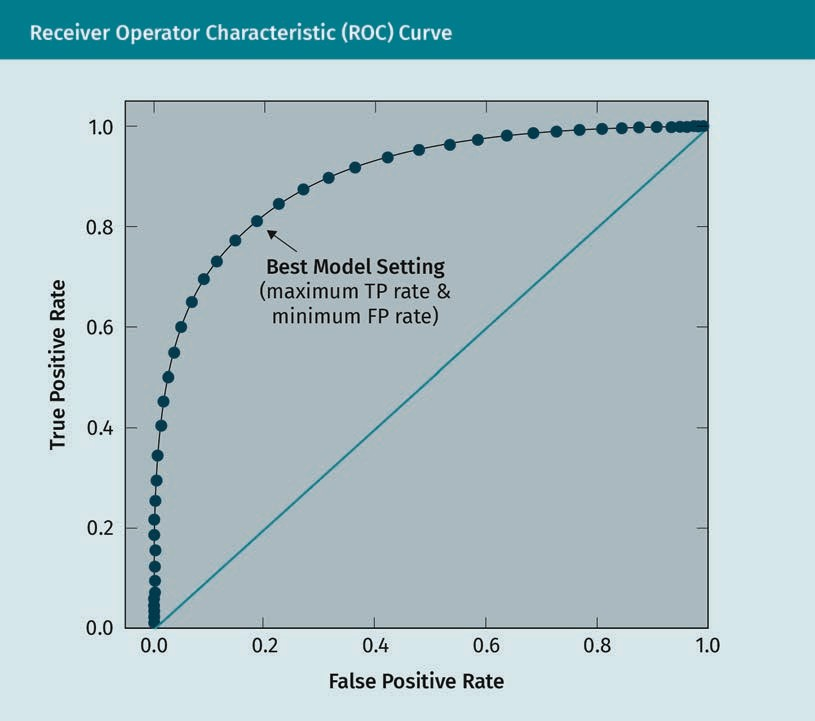 Receiver Operator Characteristic (ROC) Curve
1.0
0.8
0.6
0.4
0.2
0.0
True Positive Rate
Best Model Setting
(maximum TP rate &
minimum FP rate)
0.0 0.2 0.4 0.6 0.8 1.0
False Positive Rate